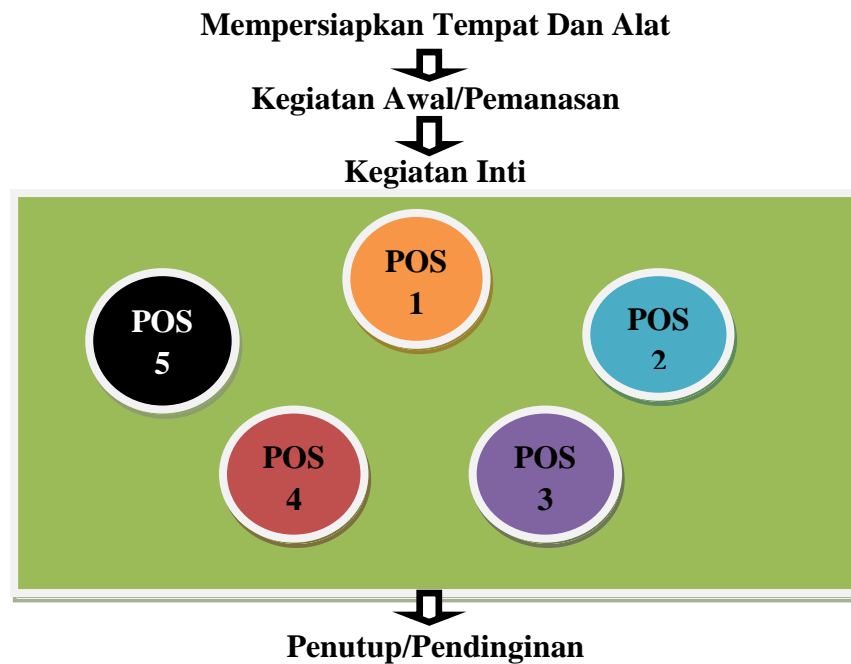 Mempersiapkan Tempat Dan Alat
Kegiatan Awal/Pemanasan
Kegiatan Inti
POS
1
POS
2
POS
3
POS
4
POS
5
Penutup/Pendinginan